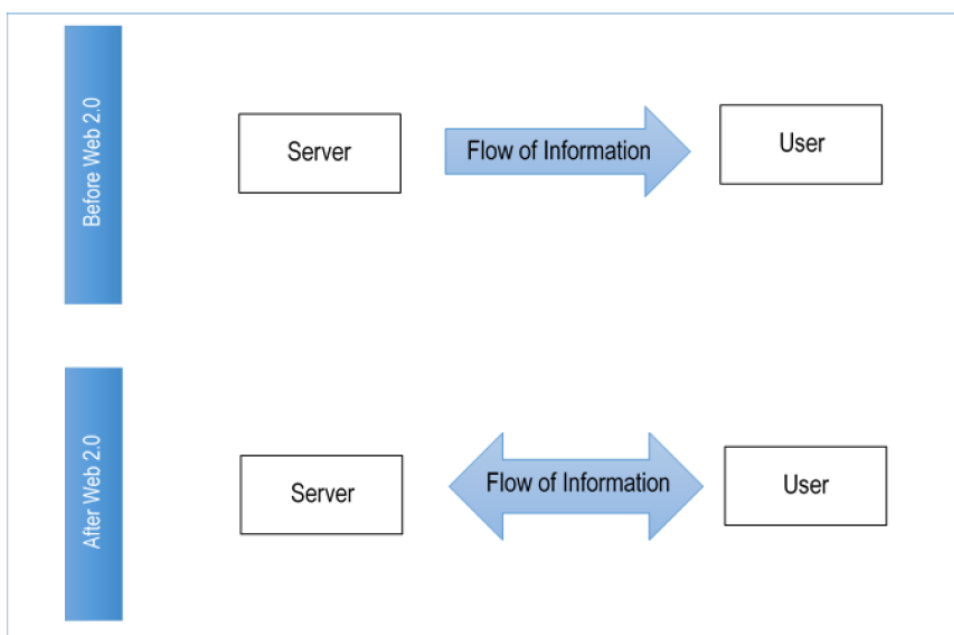 Before Web 2.0
Server
Flow of Information
User
After Web 2.0
Server
Flow of Information
User